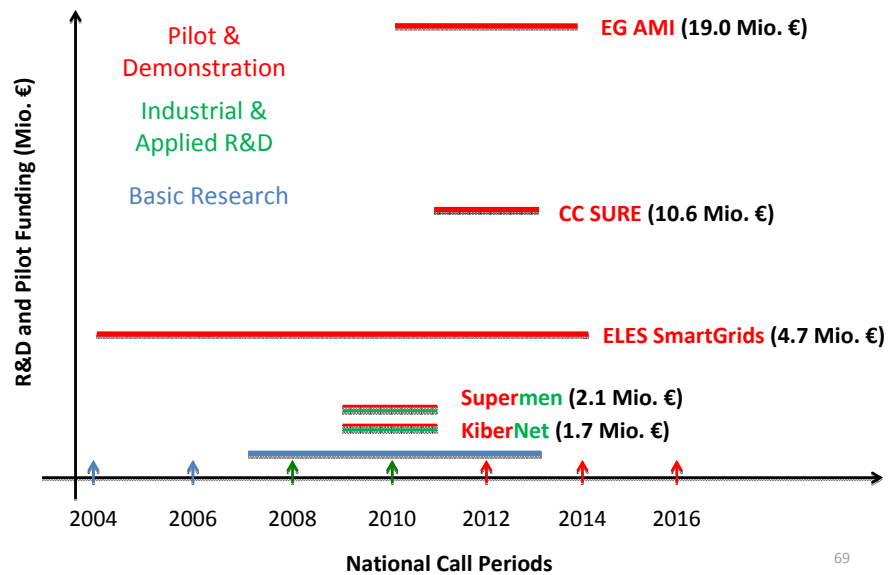 R&D and Pilot Funding (Mio. €)
Pilot &
Demonstration
Industrial &
Applied R&D
Basic Research
EG AMI (19.0 Mio. €)
CC SURE (10.6 Mio. €)
ELES SmartGrids (4.7 Mio. €)
Supermen (2.1 Mio. €)
KiberNet (1.7 Mio. €)
2004 2006 2008 2010 2012 2014 2016
National Call Periods
69